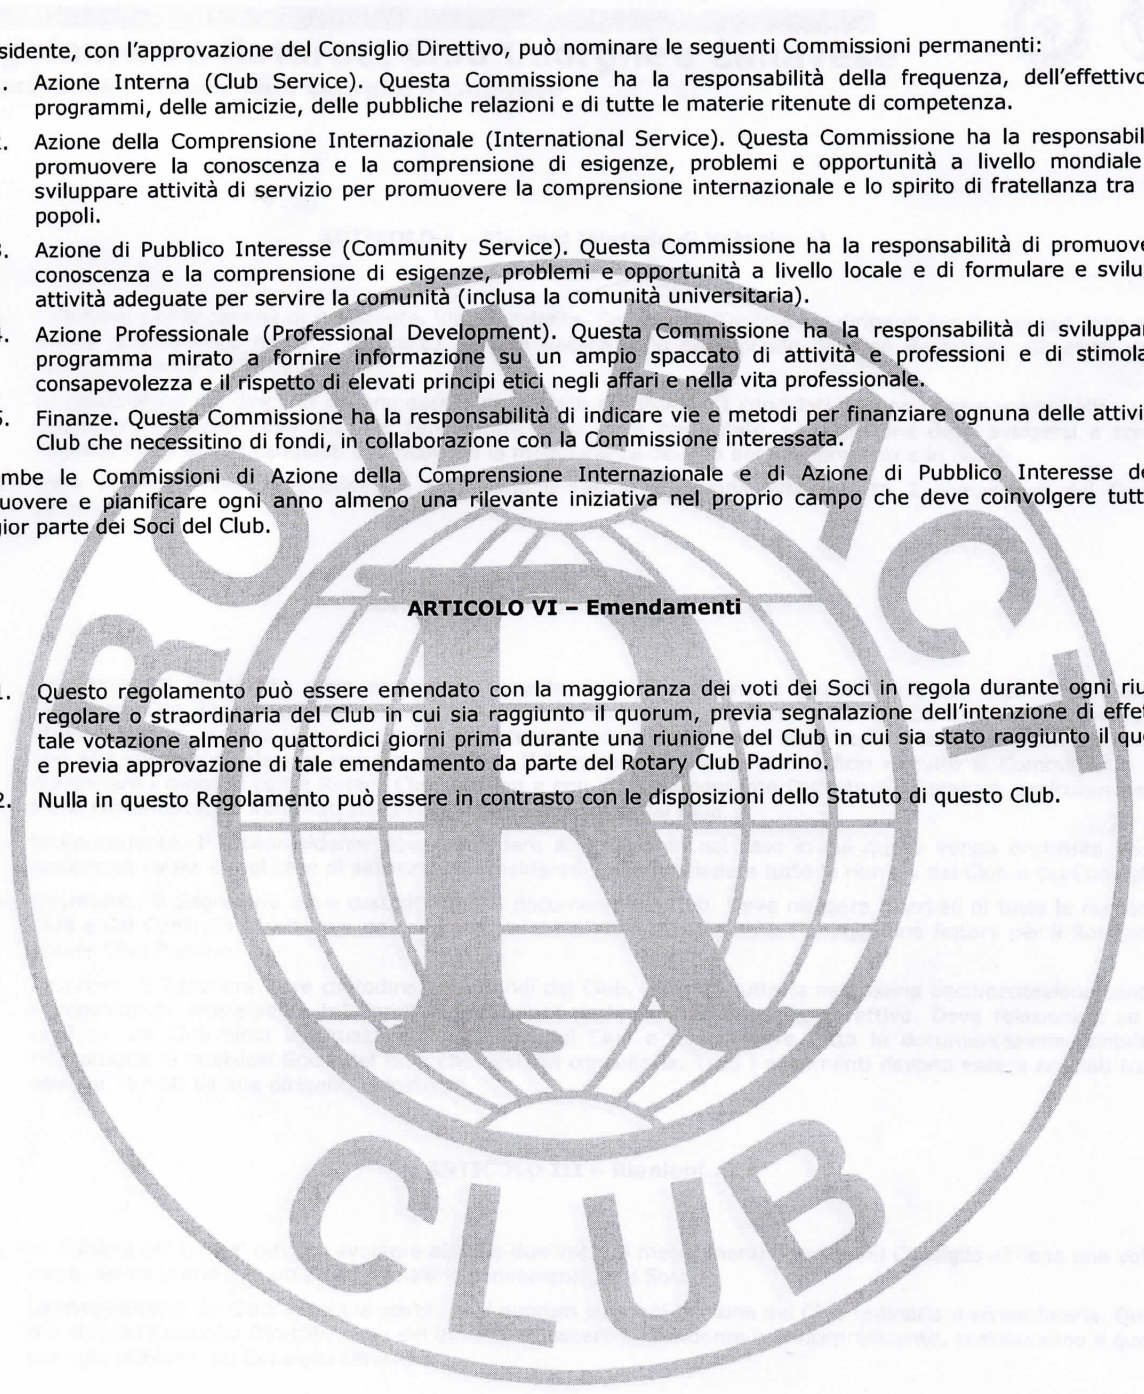 sidente, con l'approvazione del Consiglio Direttivo, può nominare le seguenti Commissioni permanenti:
. Azione Interna (Club Service). Questa Commissione ha la responsabilità della frequenza, dell'effettivo
programmi, delle amicizie, delle pubbliche relazioni e di tutte le materie ritenute di competenza.
2. Azione della Comprensione Internazionale (International Service). Questa Commissione ha la responsabil
promuovere la conoscenza e la comprensione di esigenze, problemi e opportunità a livello mondiale
sviluppare attività di servizio per promuovere la comprensione internazionale e lo spirito di fratellanza tra
popoli.
3. Azione di Pubblico Interesse (Community Service). Questa Commissione ha la responsabilità di promuove
conoscenza e la comprensione di esigenze, problemi e opportunità a livello locale e di formulare e svilu
attività adeguate per servire la comunità (inclusa la comunità universitaria).
4. Azione Professionale (Professional Development). Questa Commissione ha la responsabilità di sviluppar
programma mirato a fornire informazione su un ampio spaccato di attività e professioni e di stimola
consapevolezza e il rispetto di elevati principi etici negli affari e nella vita professionale.
5. Finanze. Questa Commissione ha la responsabilità di indicare vie e metodi per finanziare ognuna delle attivi
Club che necessitino di fondi, in collaborazione con la Commissione interessata.
mbe le Commissioni di Azione della Comprensione Internazionale e di Azione di Pubblico Interesse de
uovere e pianificare ogni anno almeno una rilevante iniziativa nel proprio campo che deve coinvolgere tutt
gior parte dei Soci del Club.
ARTICOLO VI – Emendamenti
1. Questo regolamento può essere emendato con la maggioranza dei voti dei Soci in regola durante ogni riu
regolare o straordinaria del Club in cui sia raggiunto il quorum, previa segnalazione dell'intenzione di effet
tale votazione almeno quattordici giorni prima durante una riunione del Club in cui sia stato raggiunto il quo
e previa approvazione di tale emendamento da parte del Rotary Club Padrino.
2. Nulla in questo Regolamento può essere in contrasto con le disposizioni dello Statuto di questo Club.
ROTARACT
R
CLUB
ARTICOLO III – Riunioni